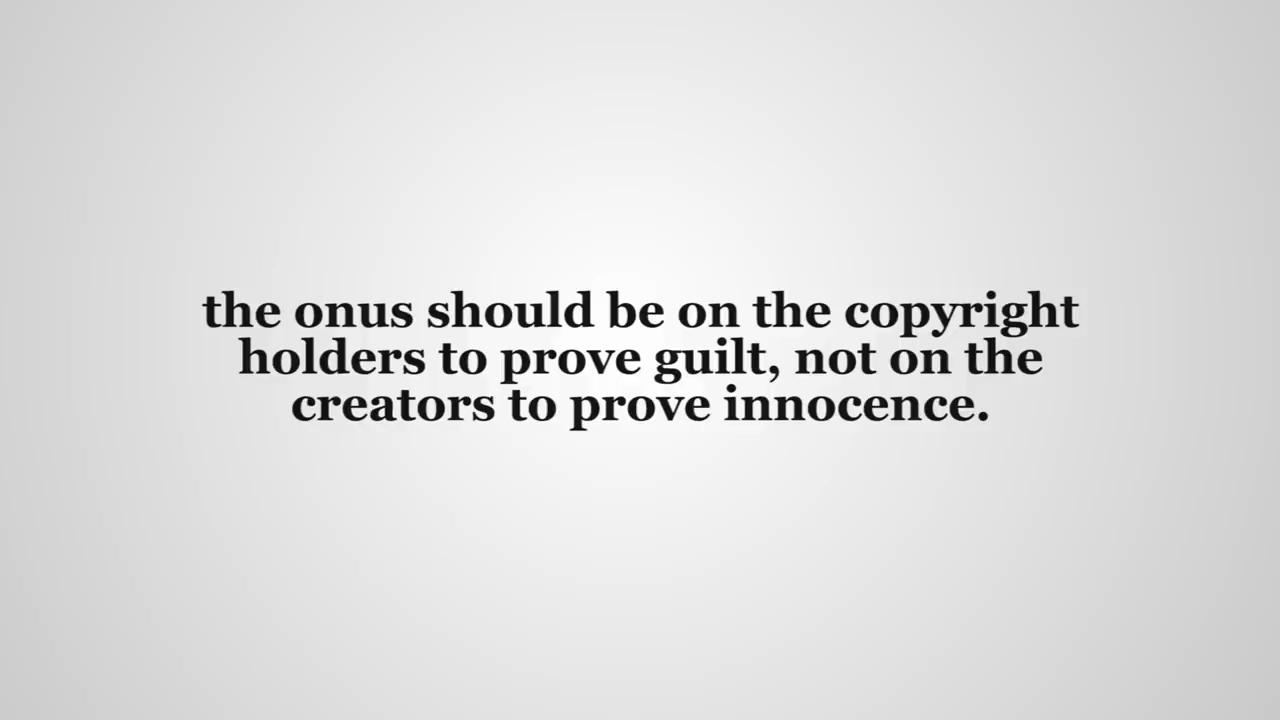 the onus should be on the copyright
holders to prove guilt, not on the
creators to prove innocence.